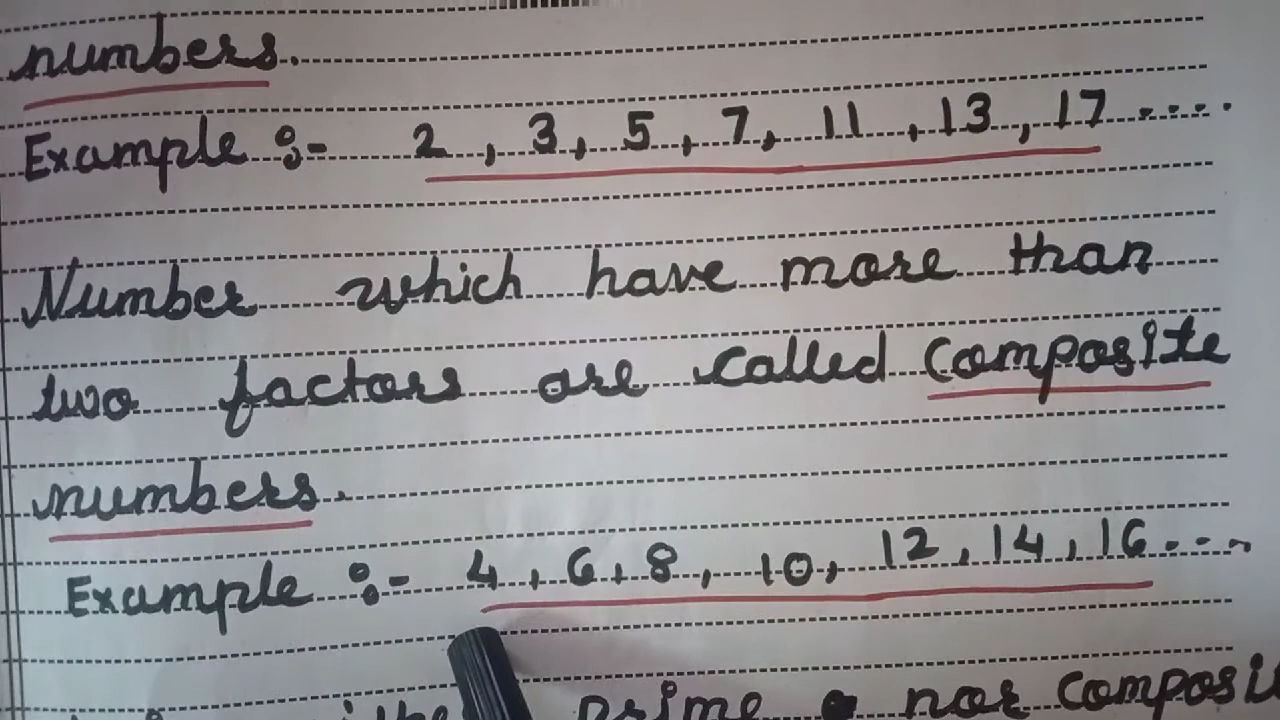 numbers.
Example :- 2, 3, 5, 7, 11, 13, 17....
Number which have more than
two factors are called composite
numbers.
Example :- 4, 6, 8, 10, 12, 14, 16...
prime nor composi